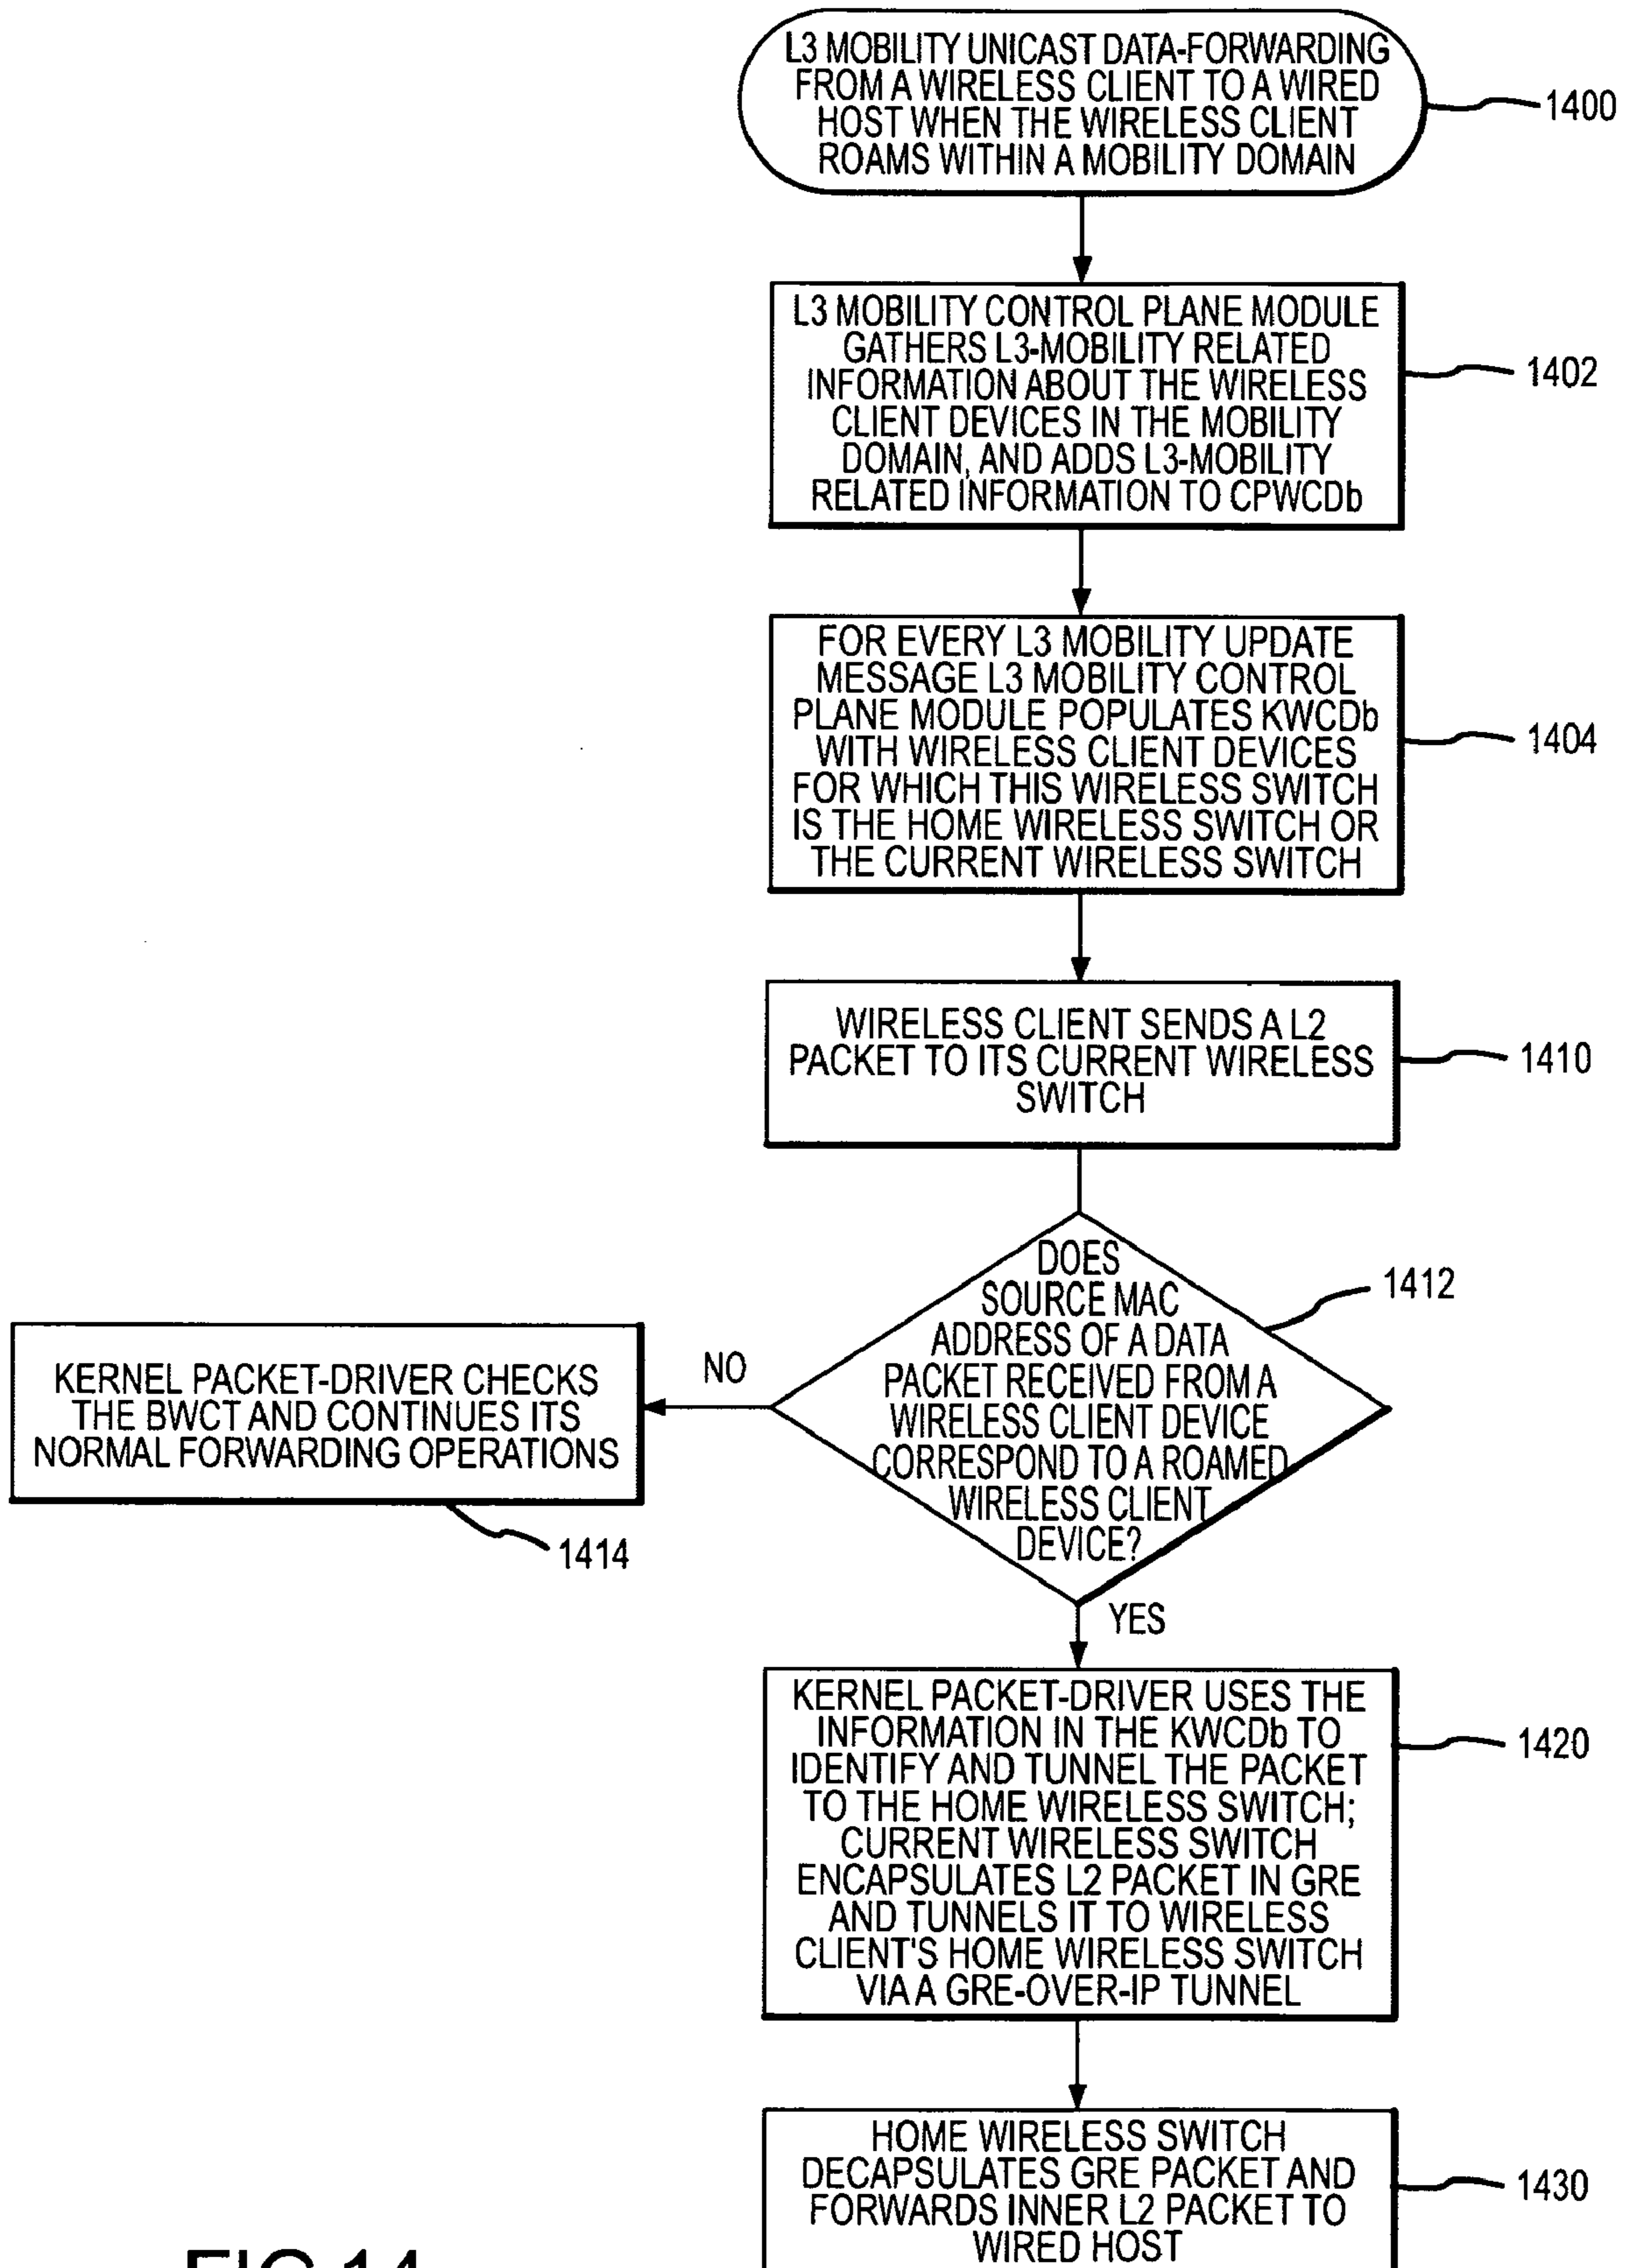 L3 MOBILITY UNICAST DATA-FORWARDING
FROM A WIRELESS CLIENT TO A WIRED
HOST WHEN THE WIRELESS CLIENT
ROAMS WITHIN A MOBILITY DOMAIN
1400
L3 MOBILITY CONTROL PLANE MODULE
GATHERS L3-MOBILITY RELATED
INFORMATION ABOUT THE WIRELESS
CLIENT DEVICES IN THE MOBILITY
DOMAIN, AND ADDS L3-MOBILITY
RELATED INFORMATION TO CPWCDb
1402
FOR EVERY L3 MOBILITY UPDATE
MESSAGE L3 MOBILITY CONTROL
PLANE MODULE POPULATES KWCDb
WITH WIRELESS CLIENT DEVICES
FOR WHICH THIS WIRELESS SWITCH
IS THE HOME WIRELESS SWITCH OR
THE CURRENT WIRELESS SWITCH
1404
WIRELESS CLIENT SENDS A L2
PACKET TO ITS CURRENT WIRELESS
SWITCH
1410
DOES
SOURCE MAC
ADDRESS OF A DATA
PACKET RECEIVED FROM A
WIRELESS CLIENT DEVICE
CORRESPOND TO A ROAMED
WIRELESS CLIENT
DEVICE?
1412
NO
KERNEL PACKET-DRIVER CHECKS
THE BWCT AND CONTINUES ITS
NORMAL FORWARDING OPERATIONS
1414
YES
KERNEL PACKET-DRIVER USES THE
INFORMATION IN THE KWCDb TO
IDENTIFY AND TUNNEL THE PACKET
TO THE HOME WIRELESS SWITCH;
CURRENT WIRELESS SWITCH
ENCAPSULATES L2 PACKET IN GRE
AND TUNNELS IT TO WIRELESS
CLIENT'S HOME WIRELESS SWITCH
VIA A GRE-OVER-IP TUNNEL
1420
HOME WIRELESS SWITCH
DECAPSULATES GRE PACKET AND
FORWARDS INNER L2 PACKET TO
WIRED HOST
1430
FIG.14